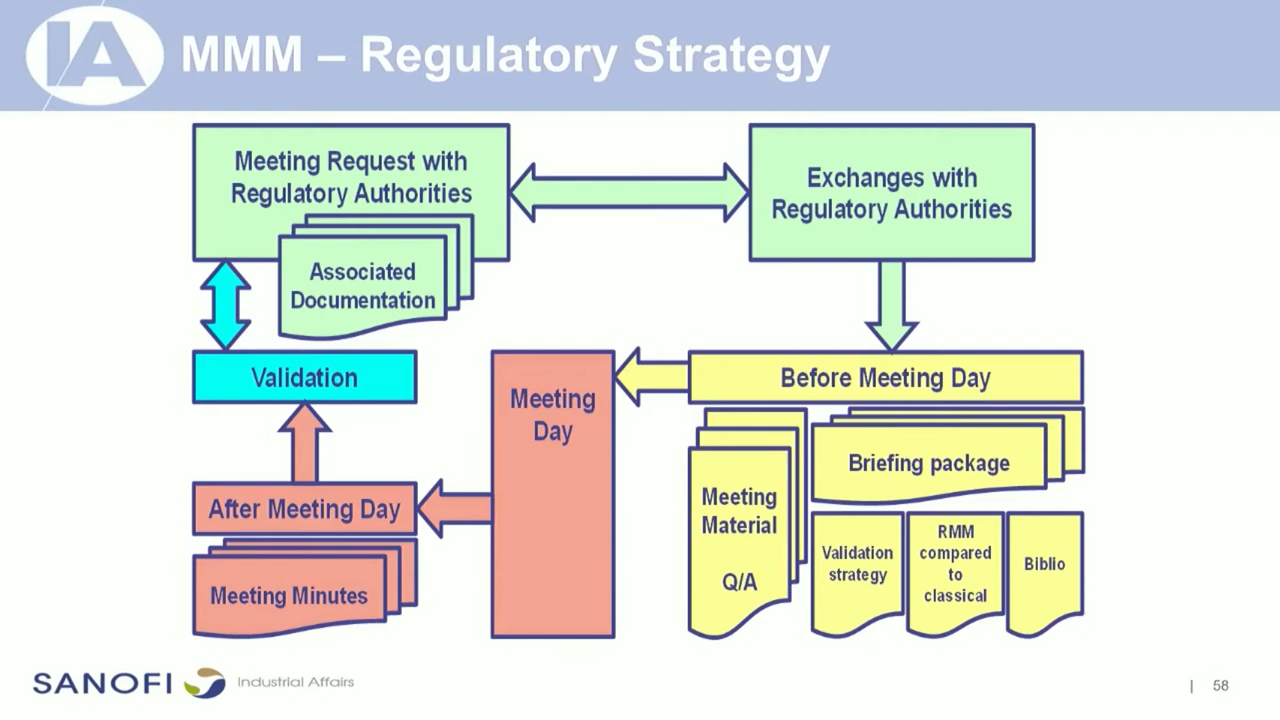 IA
MMM – Regulatory Strategy
Meeting Request with
Regulatory Authorities
Exchanges with
Regulatory Authorities
Associated
Documentation
Validation
Meeting
Day
Before Meeting Day
Briefing package
Meeting
Material
Q/A
Validation
strategy
RMM
compared
to
classical
Biblio
After Meeting Day
Meeting Minutes
SANOFI Industrial Affairs
| 58